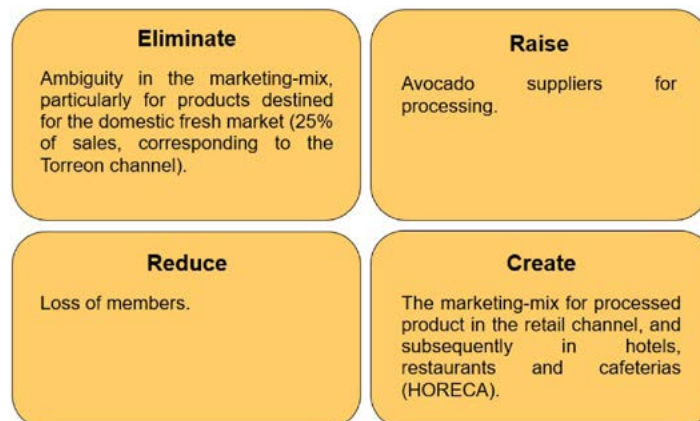 Eliminate
Ambiguity in the marketing-mix,
particularly for products destined
for the domestic fresh market (25%
of sales, corresponding to the
Torreon channel).
Raise
Avocado suppliers for
processing.
Reduce
Loss of members.
Create
The marketing-mix for processed
product in the retail channel, and
subsequently in hotels,
restaurants and cafeterias
(HORECA).